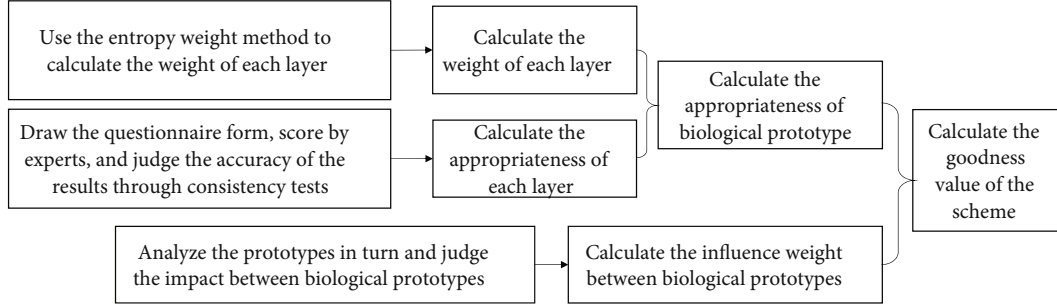 Use the entropy weight method to
calculate the weight of each layer
Calculate the
weight of each layer
Draw the questionnaire form, score by
experts, and judge the accuracy of the
results through consistency tests
Calculate the
appropriateness of
each layer
Calculate the
appropriateness of
biological prototype
Analyze the prototypes in turn and judge
the impact between biological prototypes
Calculate the influence weight
between biological prototypes
Calculate the
goodness
value of the
scheme